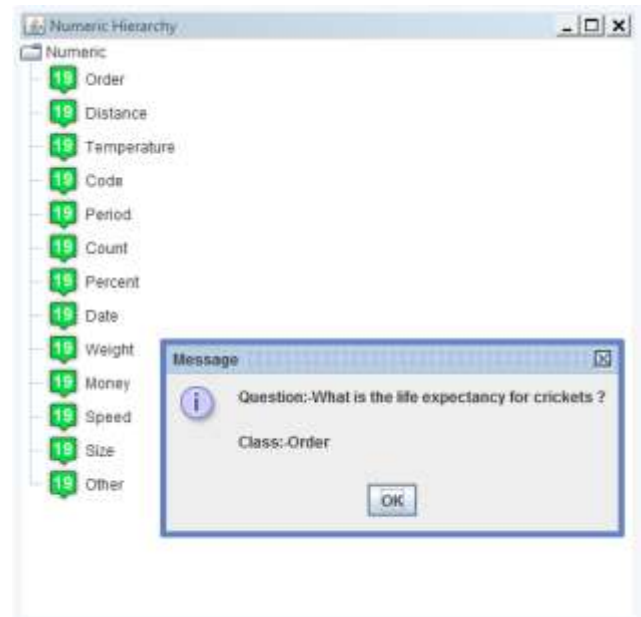 Numeric Hierarchy
Numeric
19 Order
19 Distance
19 Temperature
19 Code
19 Period
19 Count
19 Percent
19 Date
19 Weight
19 Money
19 Speed
19 Size
19 Other
Message
i
Question:-What is the life expectancy for crickets ?
Class:-Order
OK